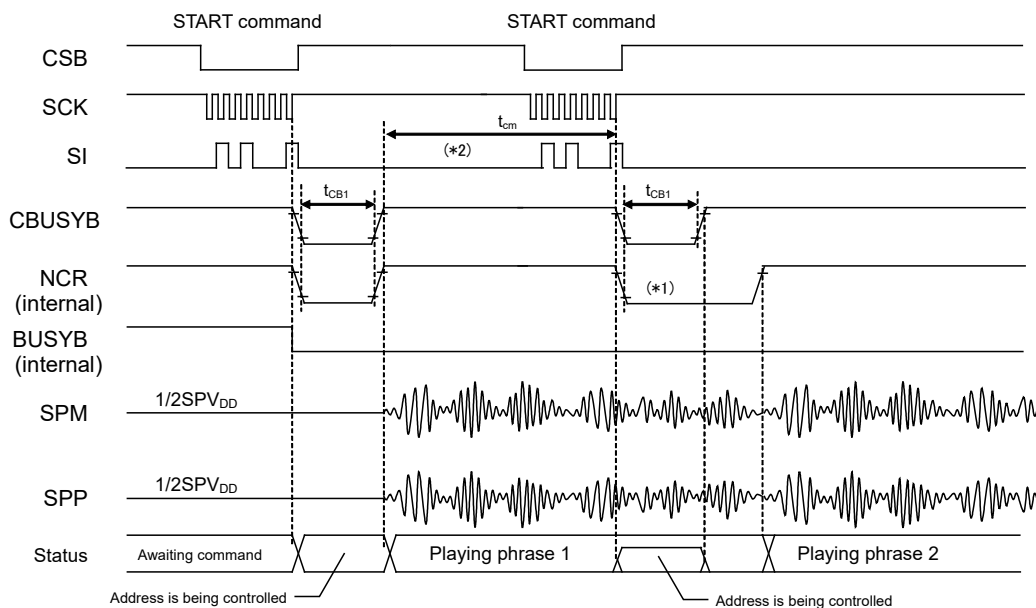 START command START command
CSB
SCK
t_cm
SI (*2)
t_CB1 t_CB1
CBUSYB
NCR (*1)
(internal)
BUSYB
(internal)
1/2SPV_DD
SPM
1/2SPV_DD
SPP
Status Awaiting command Playing phrase 1 Playing phrase 2
Address is being controlled Address is being controlled